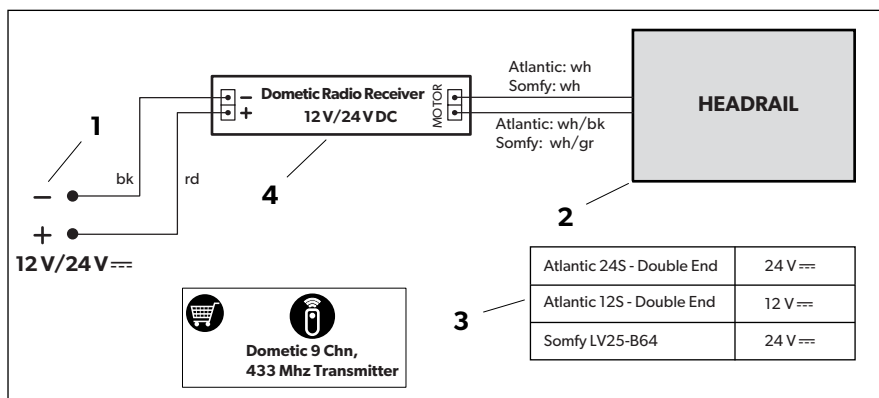 Atlantic: wh
Somfy: wh
Dometic Radio Receiver
12 V/24 V DC
MOTOR
HEADRAIL
Atlantic: wh/bk
Somfy: wh/gr
−
+
1
bk
rd
4
2
−
+
12 V/24 V⎓
3
Atlantic 24S - Double End 24 V⎓
Atlantic 12S - Double End 12 V⎓
Somfy LV25-B64 24 V⎓
Dometic 9 Chn,
433 Mhz Transmitter